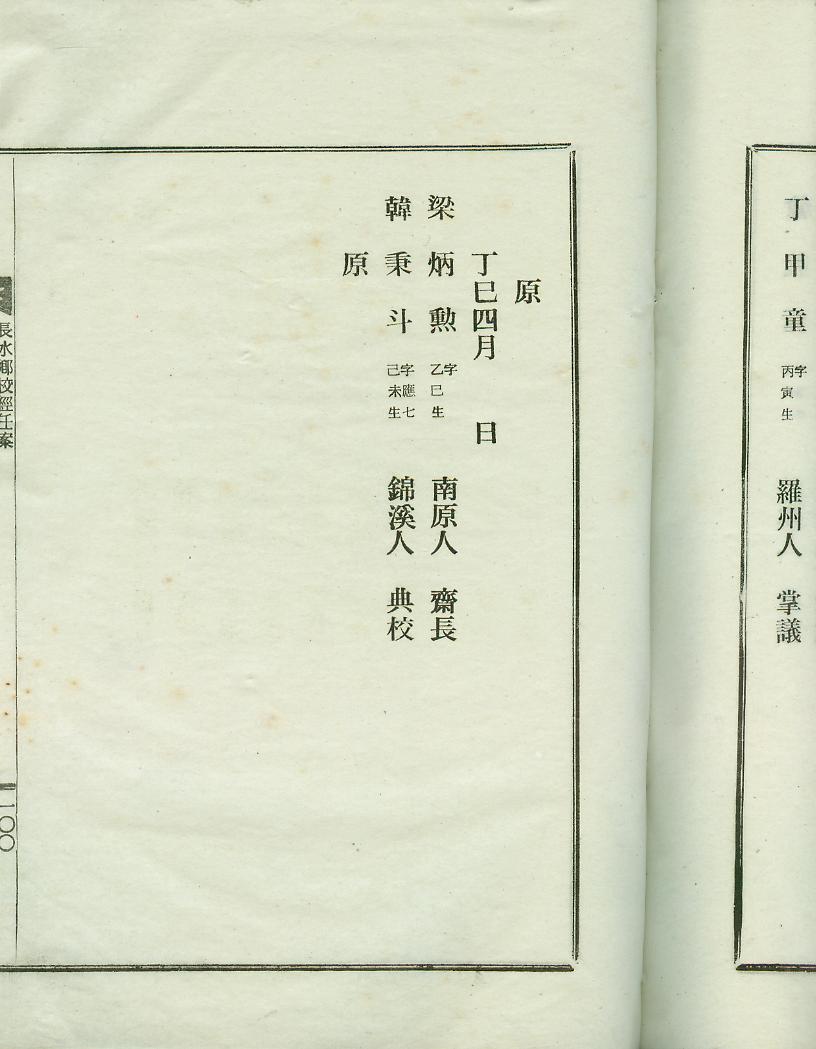 丁甲童 字丙寅生 羅州人 掌議
原
丁巳四月 日
梁炳勲 字乙巳生 南原人 齋長
韓秉斗 字應七己未生 錦溪人 典校
原
長水鄕校經任案
一〇〇